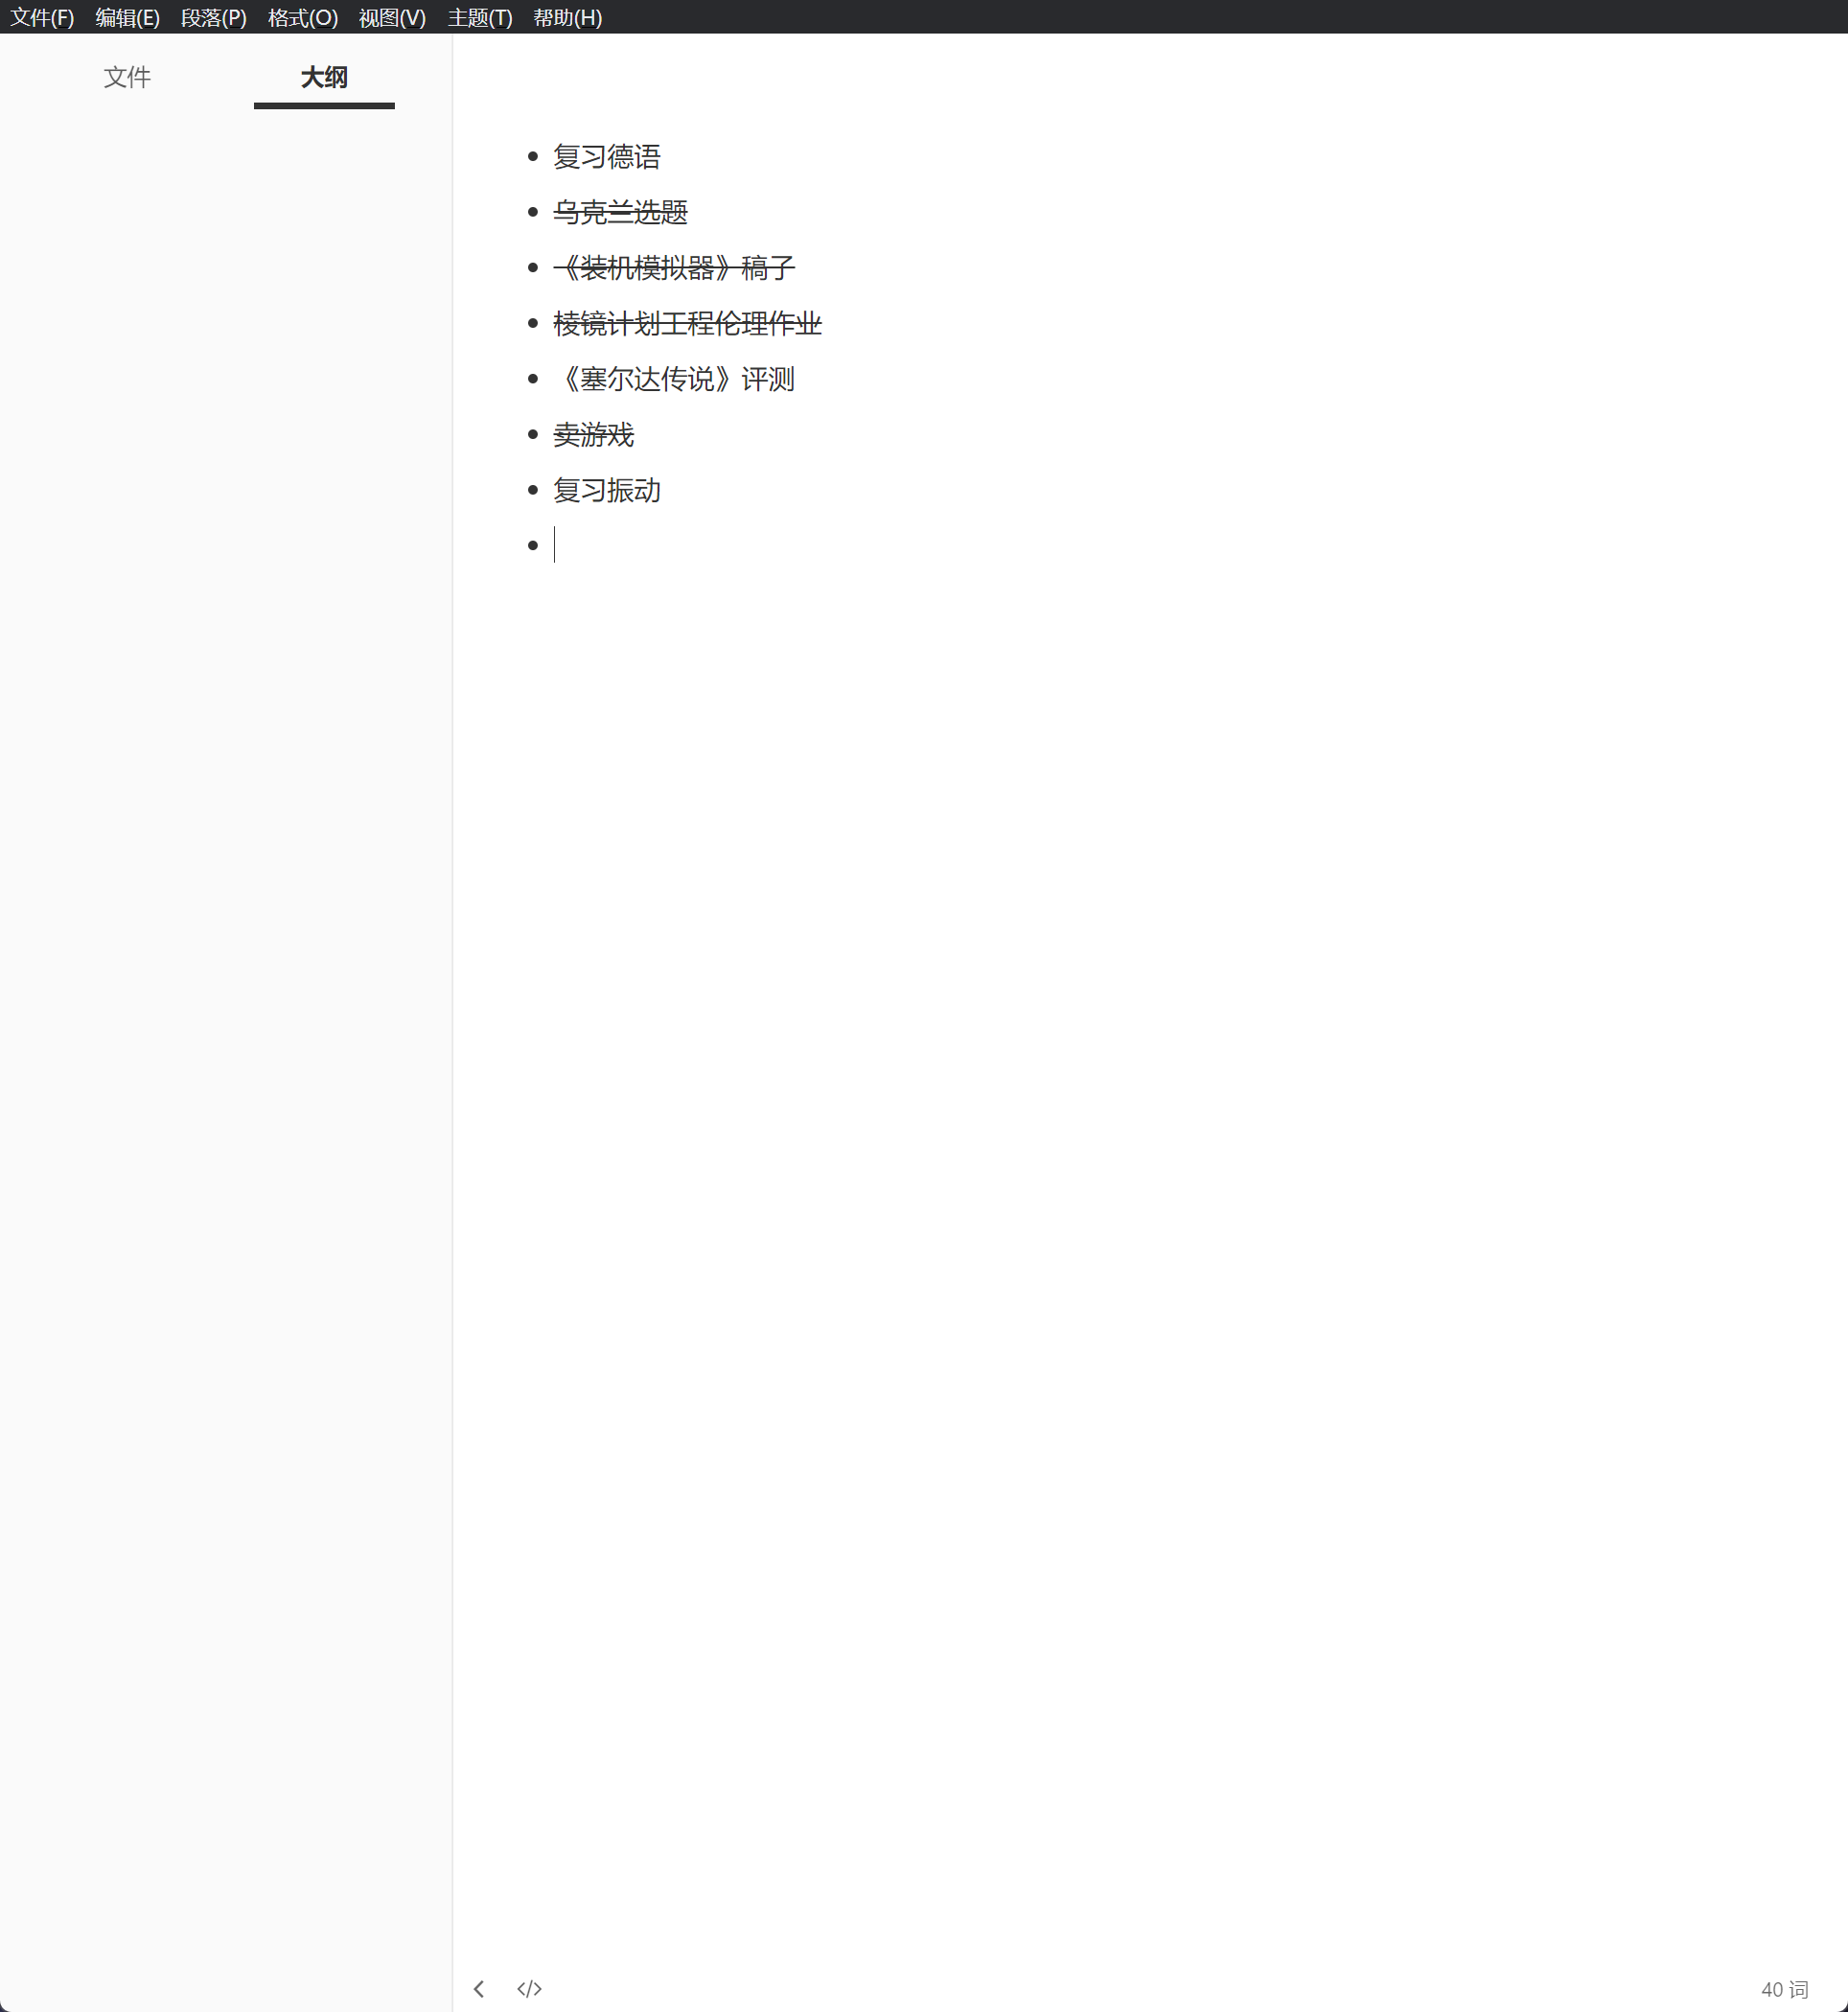 文件(F) 编辑(E) 段落(P) 格式(O) 视图(V) 主题(T) 帮助(H)
文件 大纲
复习德语
乌克兰选题
《装机模拟器》稿子
棱镜计划工程伦理作业
《塞尔达传说》评测
卖游戏
复习振动
40 词